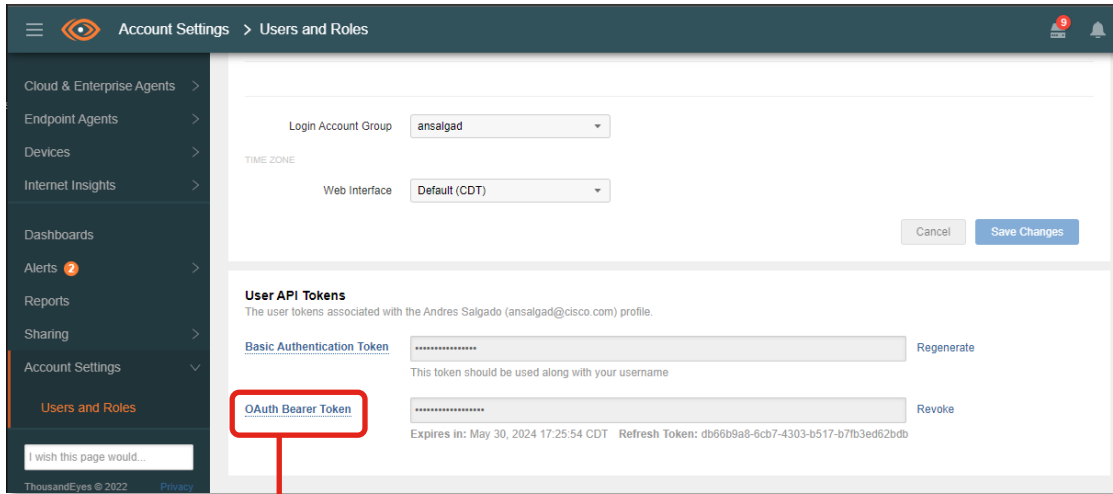 Account Settings > Users and Roles
9
Cloud & Enterprise Agents
Endpoint Agents
Devices
Internet Insights
Dashboards
Alerts 2
Reports
Sharing
Account Settings
Users and Roles
I wish this page would...
ThousandEyes © 2022 Privacy
Login Account Group ansalgad
TIME ZONE
Web Interface Default (CDT)
Cancel Save Changes
User API Tokens
The user tokens associated with the Andres Salgado (ansalgad@cisco.com) profile.
Basic Authentication Token •••••••••••••••• Regenerate
This token should be used along with your username
OAuth Bearer Token •••••••••••••••••• Revoke
Expires in: May 30, 2024 17:25:54 CDT Refresh Token: db66b9a8-6cb7-4303-b517-b7fb3ed62bdb